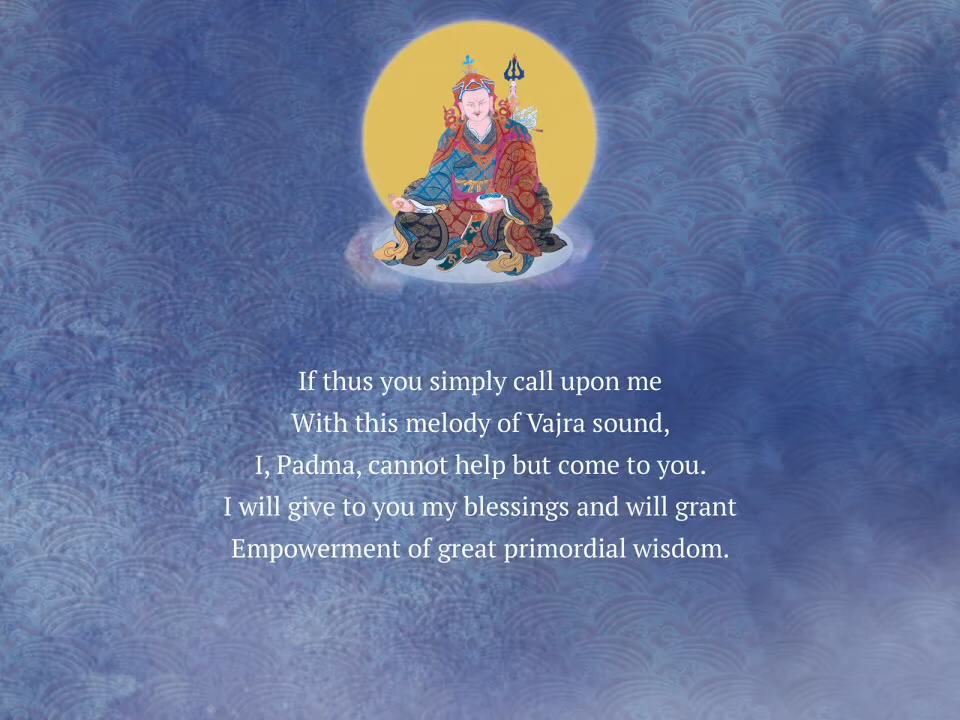 If thus you simply call upon me
With this melody of Vajra sound,
I, Padma, cannot help but come to you.
I will give to you my blessings and will grant
Empowerment of great primordial wisdom.